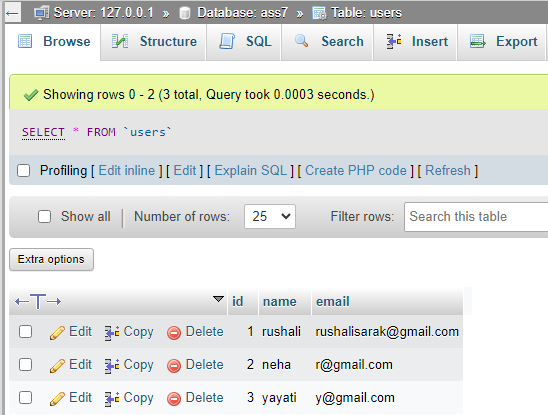 Server: 127.0.0.1 » Database: ass7 » Table: users
Browse Structure SQL Search Insert Export
Showing rows 0 - 2 (3 total, Query took 0.0003 seconds.)
SELECT * FROM `users`
Profiling [ Edit inline ] [ Edit ] [ Explain SQL ] [ Create PHP code ] [ Refresh ]
Show all | Number of rows: 25 Filter rows: Search this table
Extra options
←T→ id name email
Edit Copy Delete 1 rushali rushalisarak@gmail.com
Edit Copy Delete 2 neha r@gmail.com
Edit Copy Delete 3 yayati y@gmail.com